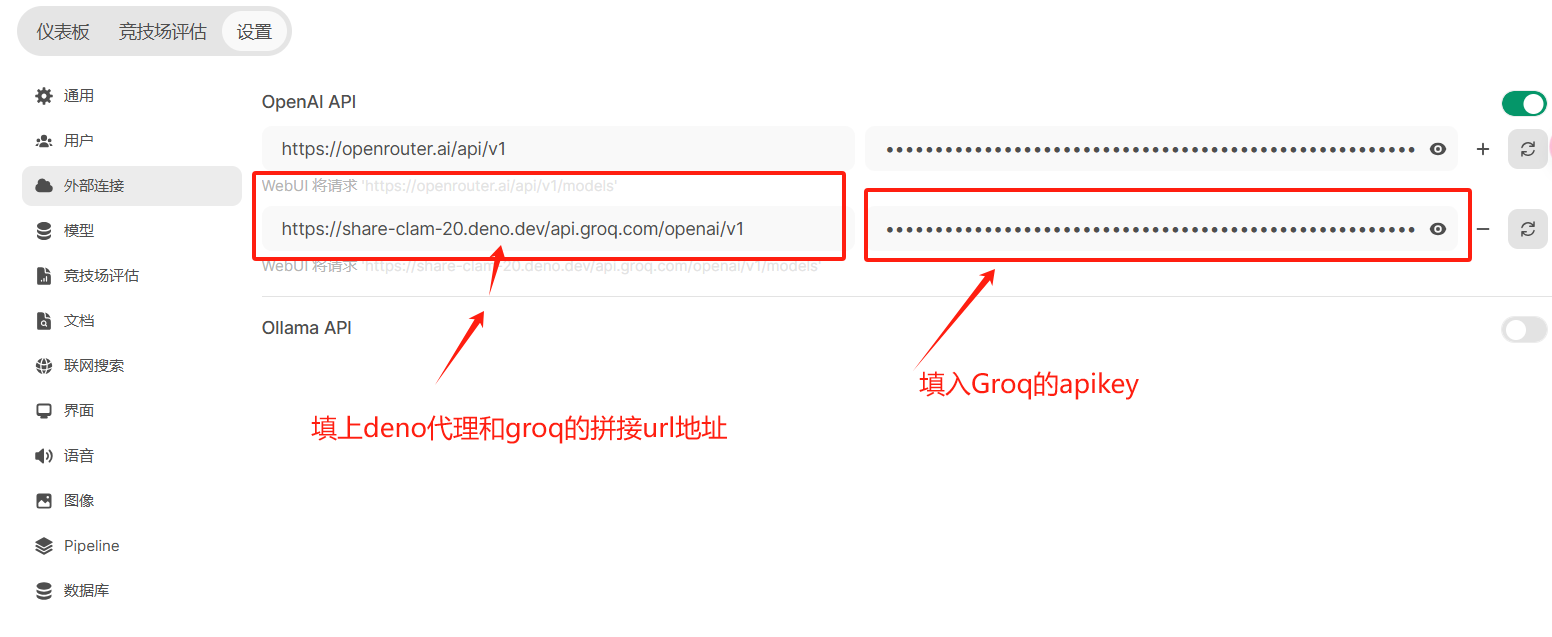 仪表板 竞技场评估 设置
通用
用户
外部连接
模型
竞技场评估
文档
联网搜索
界面
语音
图像
Pipeline
数据库
OpenAI API
https://openrouter.ai/api/v1
WebUI 将请求 'https://openrouter.ai/api/v1/models'
https://share-clam-20.deno.dev/api.groq.com/openai/v1
WebUI 将请求 'https://share-clam-20.deno.dev/api.groq.com/openai/v1/models'
Ollama API
填入Groq的apikey
填上deno代理和groq的拼接url地址